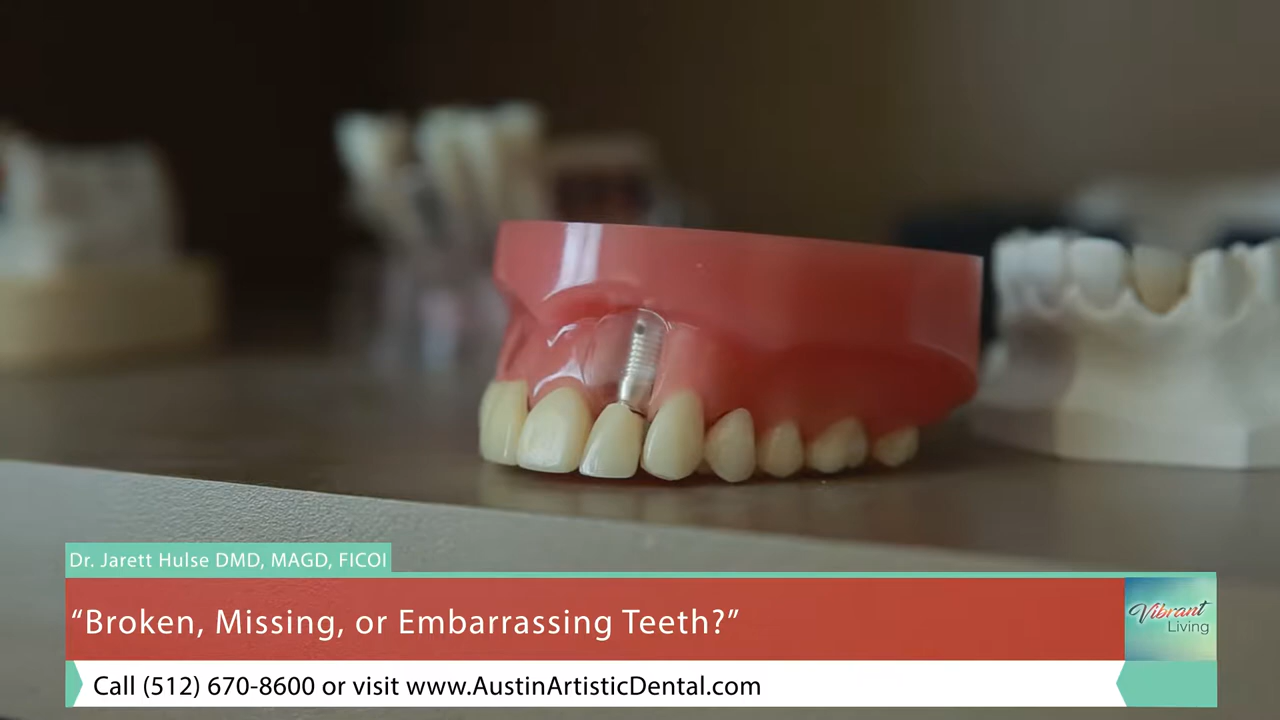 Dr. Jarett Hulse DMD, MAGD, FICOI
“Broken, Missing, or Embarrassing Teeth?”
Vibrant
Living
Call (512) 670-8600 or visit www.AustinArtisticDental.com